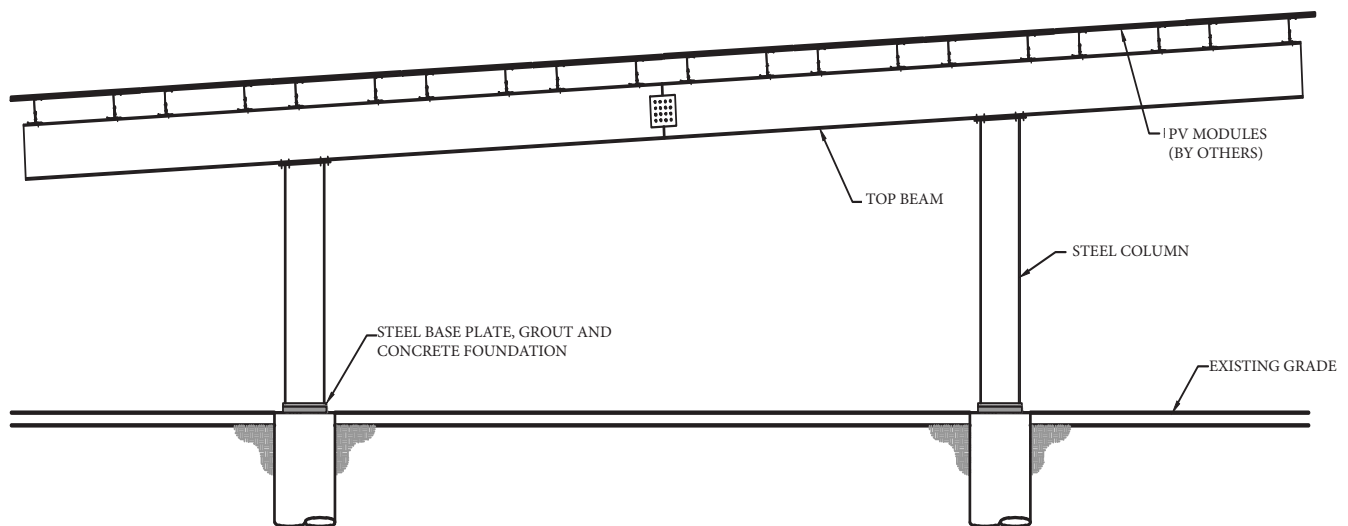 PV MODULES
(BY OTHERS)
TOP BEAM
STEEL COLUMN
STEEL BASE PLATE, GROUT AND
CONCRETE FOUNDATION
EXISTING GRADE